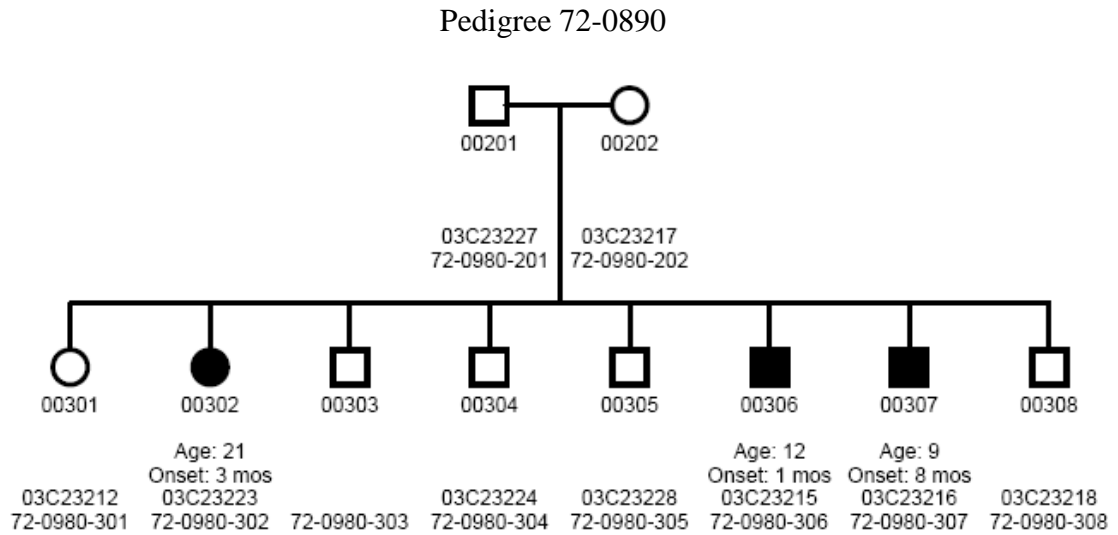 Pedigree 72-0890
00201 00202
03C23227 03C23217
72-0980-201 72-0980-202
00301 00302 00303 00304 00305 00306 00307 00308
Age: 21 Age: 12 Age: 9
Onset: 3 mos Onset: 1 mos Onset: 8 mos
03C23212 03C23223 03C23224 03C23228 03C23215 03C23216 03C23218
72-0980-301 72-0980-302 72-0980-303 72-0980-304 72-0980-305 72-0980-306 72-0980-307 72-0980-308